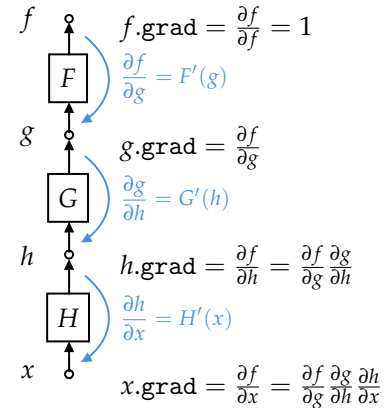 f f.grad = ∂f/∂f = 1
F ∂f/∂g = F′(g)
g g.grad = ∂f/∂g
G ∂g/∂h = G′(h)
h h.grad = ∂f/∂h = ∂f/∂g ∂g/∂h
H ∂h/∂x = H′(x)
x x.grad = ∂f/∂x = ∂f/∂g ∂g/∂h ∂h/∂x